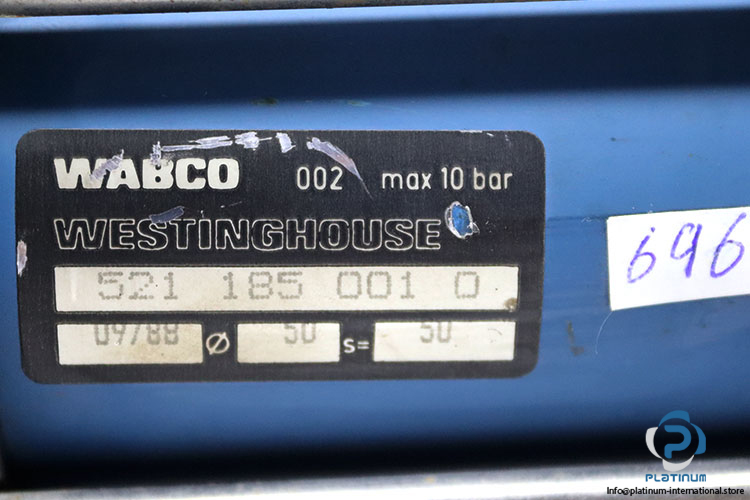 WABCO 002 max 10 bar
WESTINGHOUSE
521 185 001 0
09/88 Ø 50 s= 50
696
PLATINUM
Info@platinum-international.store